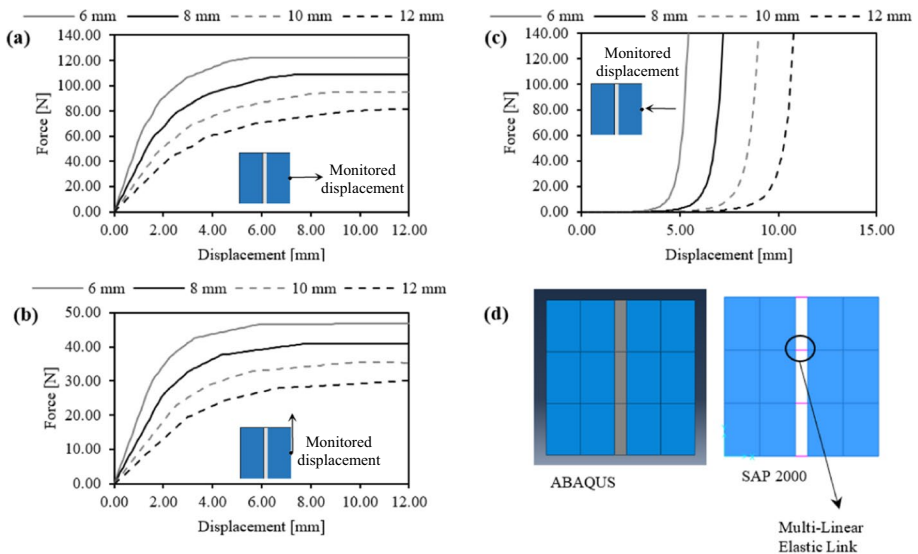 6 mm 8 mm 10 mm 12 mm
(a)
140.00
120.00
100.00
80.00
60.00
40.00
20.00
0.00
Force [N]
Monitored
displacement
0.00 2.00 4.00 6.00 8.00 10.00 12.00
Displacement [mm]
6 mm 8 mm 10 mm 12 mm
(b)
50.00
40.00
30.00
20.00
10.00
0.00
Force [N]
Monitored
displacement
0.00 2.00 4.00 6.00 8.00 10.00 12.00
Displacement [mm]
6 mm 8 mm 10 mm 12 mm
(c)
140.00
120.00
100.00
80.00
60.00
40.00
20.00
0.00
Force [N]
Monitored
displacement
0.00 5.00 10.00 15.00
Displacement [mm]
(d)
ABAQUS
SAP 2000
Multi-Linear
Elastic Link